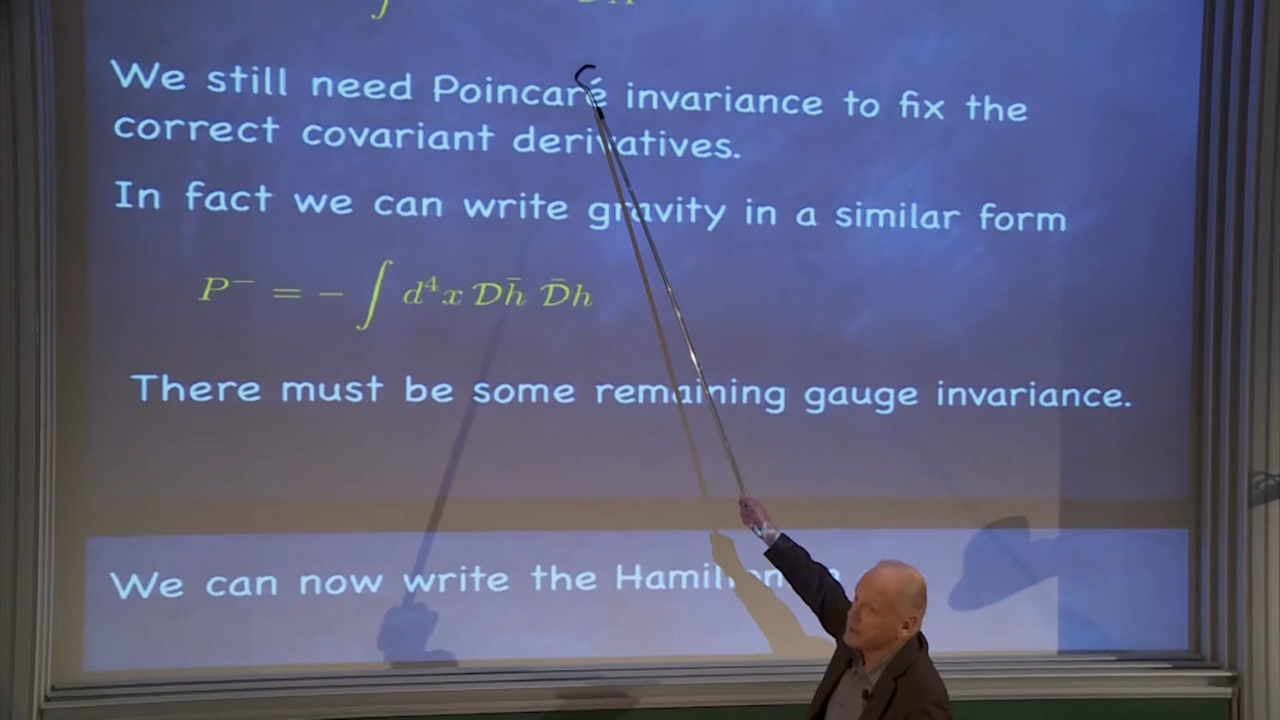 We still need Poincaré invariance to fix the
correct covariant derivatives.
In fact we can write gravity in a similar form
P⁻ = − ∫ d⁴x 𝒟h̄ 𝒟̄h
There must be some remaining gauge invariance.
We can now write the